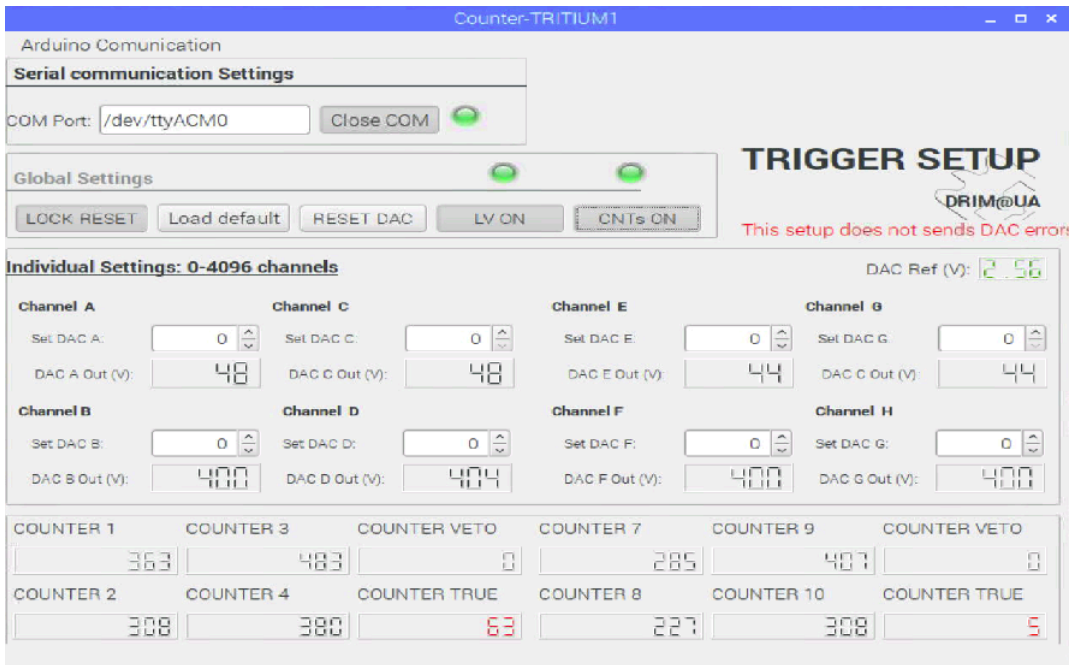 Counter-TRITIUM1
Arduino Comunication
Serial communication Settings
COM Port: /dev/ttyACM0 Close COM
TRIGGER SETUP
DRIM@UA
This setup does not sends DAC errors
Global Settings
LOCK RESET Load default RESET DAC LV ON CNTs ON
Individual Settings: 0-4096 channels DAC Ref (V): 2.56
Channel A Channel C Channel E Channel G
Set DAC A: 0 Set DAC C: 0 Set DAC E: 0 Set DAC G: 0
DAC A Out (V): 48 DAC C Out (V): 48 DAC E Out (V): 44 DAC C Out (V): 44
Channel B Channel D Channel F Channel H
Set DAC B: 0 Set DAC D: 0 Set DAC F: 0 Set DAC G: 0
DAC B Out (V): 400 DAC D Out (V): 404 DAC F Out (V): 400 DAC G Out (V): 400
COUNTER 1 COUNTER 3 COUNTER VETO COUNTER 7 COUNTER 9 COUNTER VETO
363 483 0 285 407 0
COUNTER 2 COUNTER 4 COUNTER TRUE COUNTER 8 COUNTER 10 COUNTER TRUE
308 380 63 227 308 5